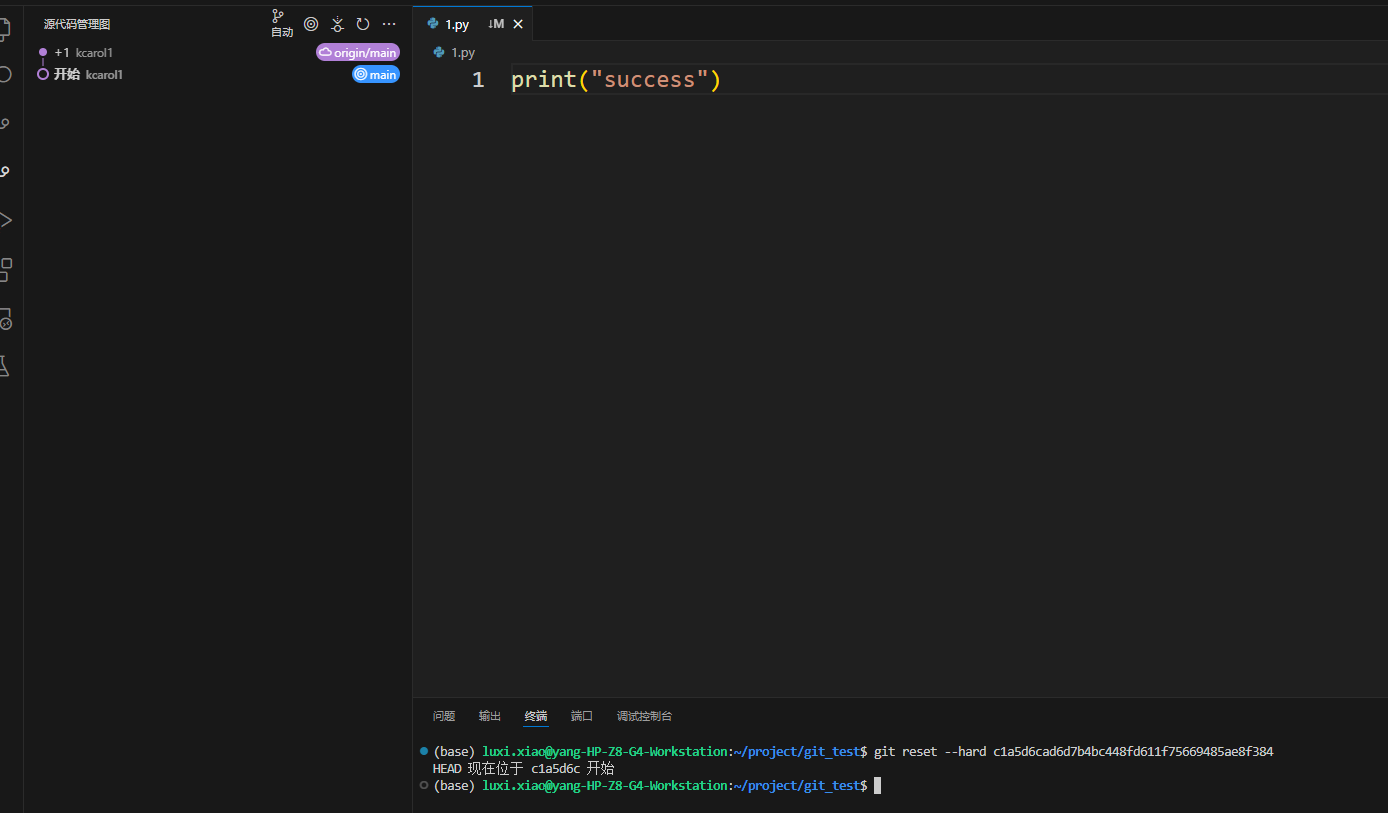 源代码管理图
自动
+1 kcarol1
origin/main
开始 kcarol1
main
1.py ↓M
1.py
1 print("success")
问题 输出 终端 端口 调试控制台
(base) luxi.xiao@yang-HP-Z8-G4-Workstation:~/project/git_test$ git reset --hard c1a5d6cad6d7b4bc448fd611f75669485ae8f384
HEAD 现在位于 c1a5d6c 开始
(base) luxi.xiao@yang-HP-Z8-G4-Workstation:~/project/git_test$